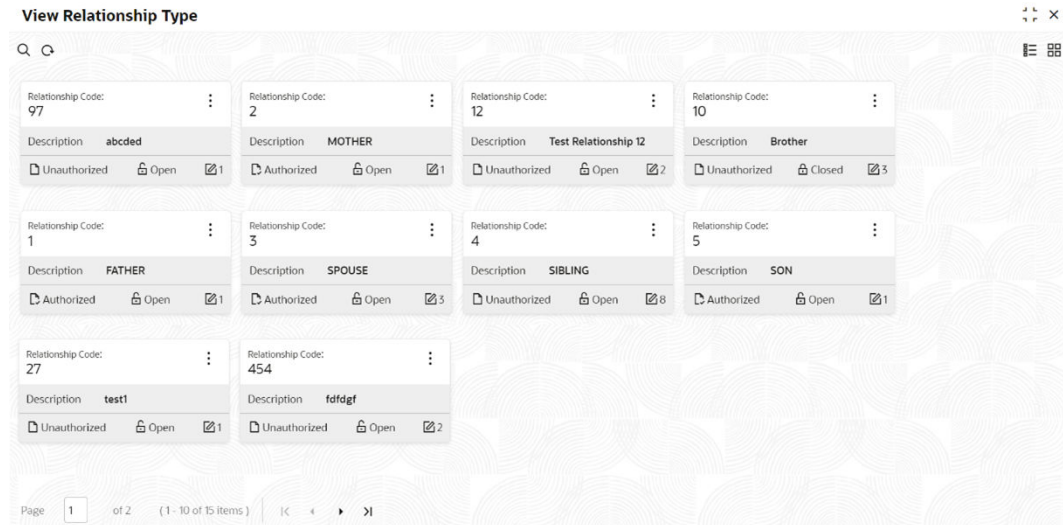 View Relationship Type
Relationship Code: Relationship Code: Relationship Code: Relationship Code:
97 2 12 10
Description abcded Description MOTHER Description Test Relationship 12 Description Brother
Unauthorized Open 1 Authorized Open 1 Unauthorized Open 2 Unauthorized Closed 3
Relationship Code: Relationship Code: Relationship Code: Relationship Code:
1 3 4 5
Description FATHER Description SPOUSE Description SIBLING Description SON
Authorized Open 1 Authorized Open 3 Unauthorized Open 8 Authorized Open 1
Relationship Code: Relationship Code:
27 454
Description test1 Description fdfdgf
Unauthorized Open 1 Unauthorized Open 2
Page 1 of 2 (1 - 10 of 15 items)